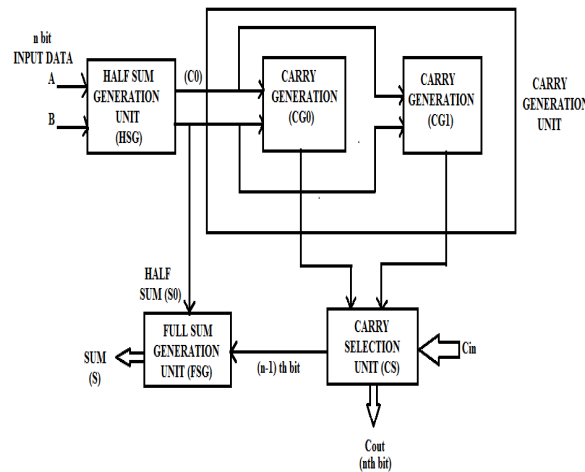 n bit
INPUT DATA
A
B
HALF SUM
GENERATION
UNIT
(HSG)
(C0)
CARRY
GENERATION
(CG0)
CARRY
GENERATION
(CG1)
CARRY
GENERATION
UNIT
HALF
SUM (S0)
SUM
(S)
FULL SUM
GENERATION
UNIT (FSG)
(n-1) th bit
CARRY
SELECTION
UNIT (CS)
Cin
Cout
(nth bit)